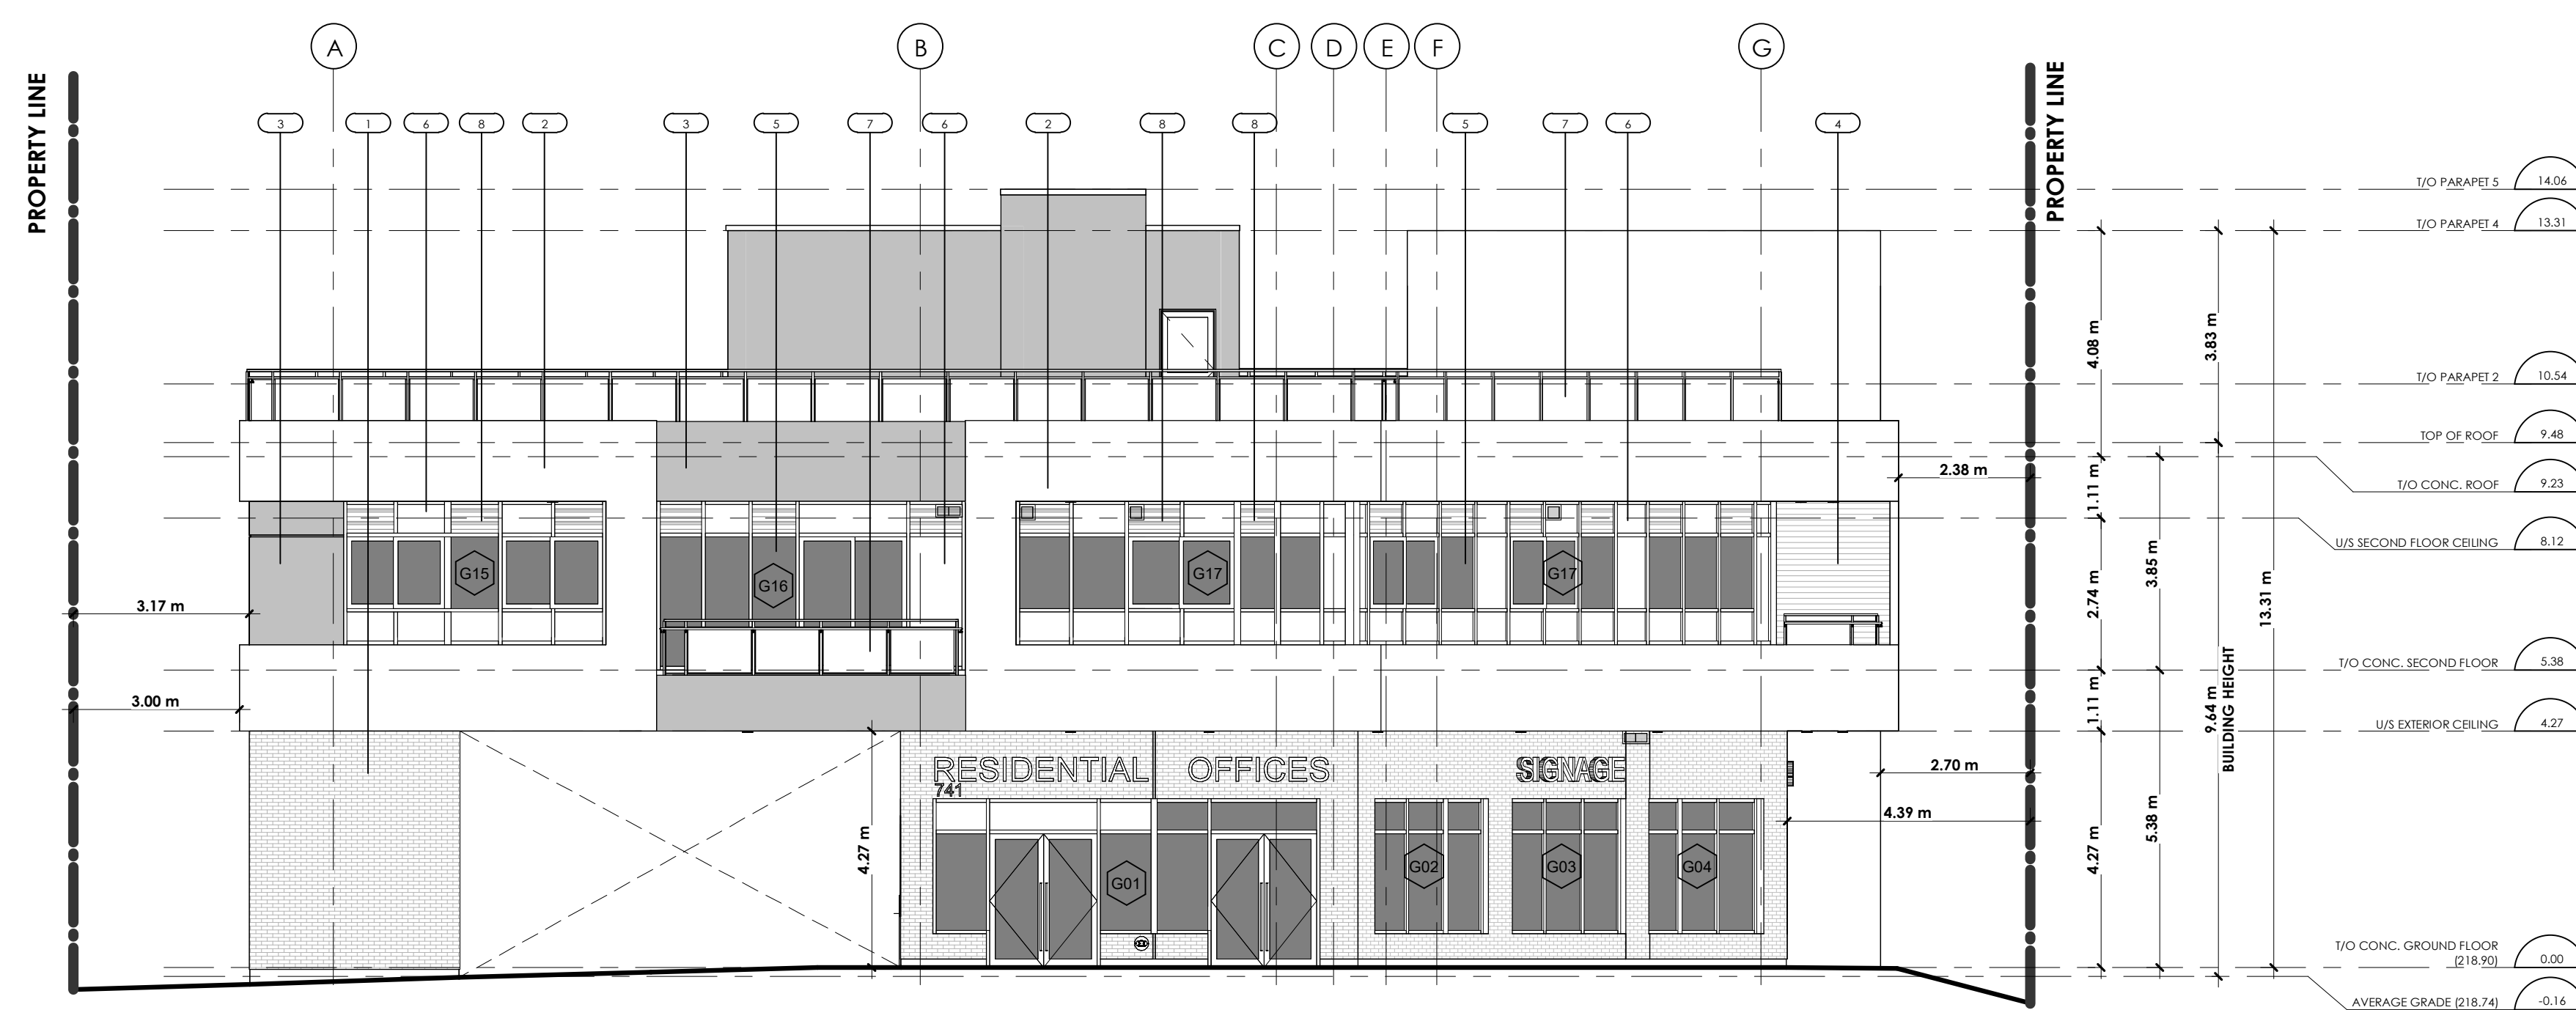 A B C D E F G
PROPERTY LINE
PROPERTY LINE
3 1 6 8 2 3 5 7 6 2 8 8 5 7 6 4
T/O PARAPET 5 14.06
T/O PARAPET 4 13.31
T/O PARAPET 2 10.54
TOP OF ROOF 9.48
T/O CONC. ROOF 9.23
U/S SECOND FLOOR CEILING 8.12
T/O CONC. SECOND FLOOR 5.38
U/S EXTERIOR CEILING 4.27
T/O CONC. GROUND FLOOR
(218.90) 0.00
AVERAGE GRADE (218.74) -0.16
4.08 m
3.83 m
1.11 m
2.74 m
3.85 m
13.31 m
1.11 m
9.64 m
BUILDING HEIGHT
4.27 m
5.38 m
2.38 m
3.17 m
3.00 m
2.70 m
4.39 m
4.27 m
G15 G16 G17 G17
RESIDENTIAL OFFICES SIGNAGE
741
G01 G02 G03 G04